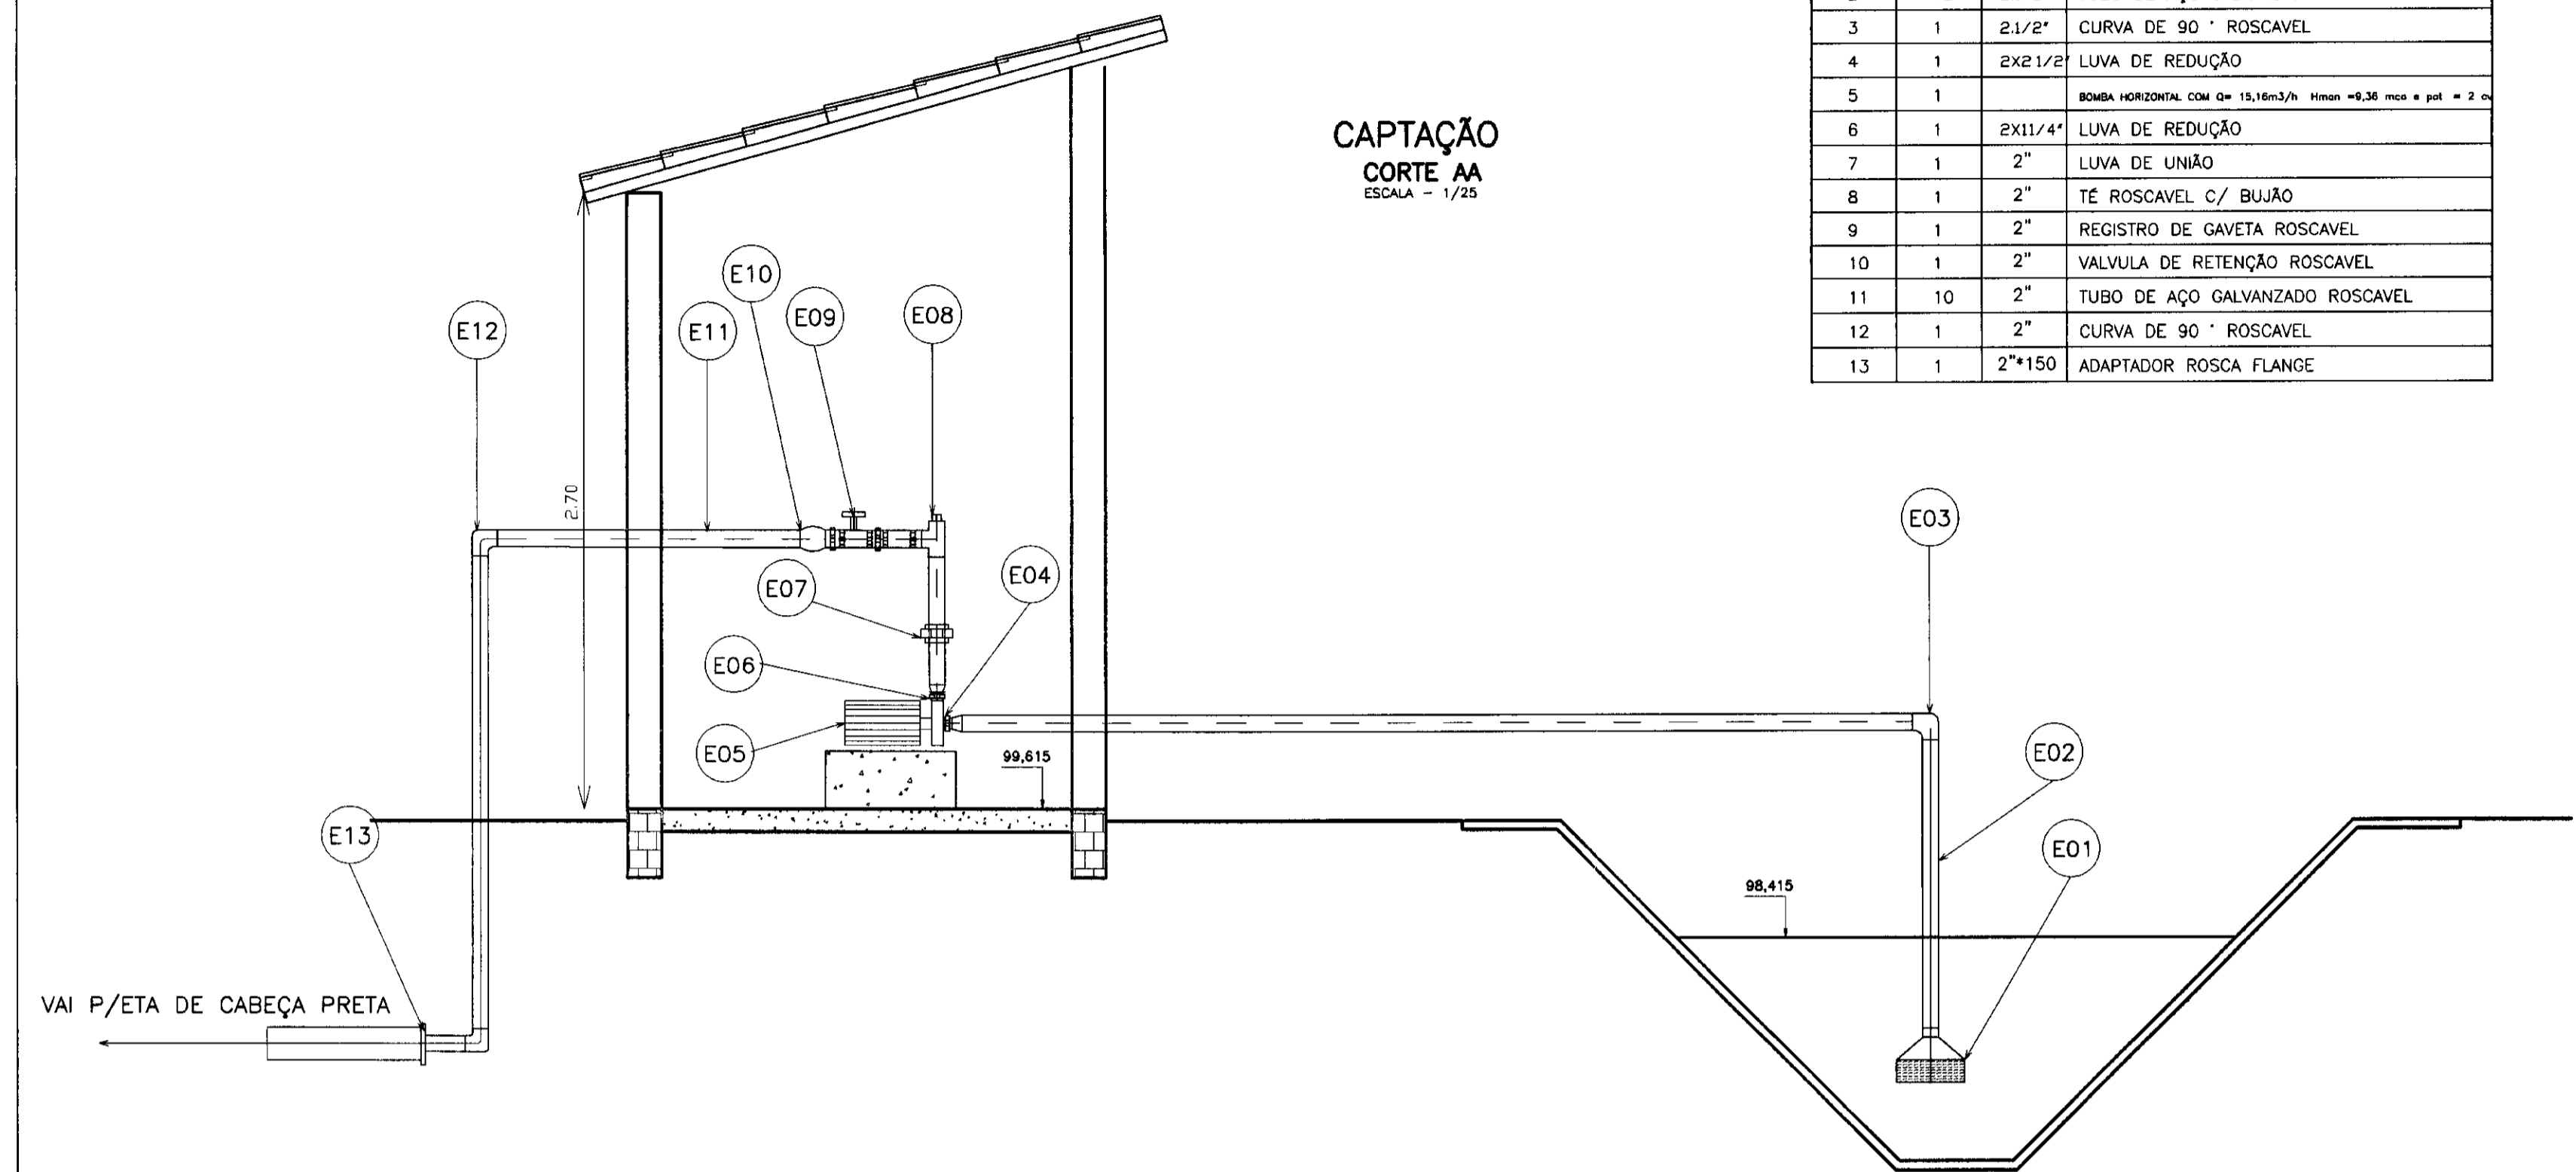 3 1 2.1/2" CURVA DE 90 ° ROSCAVEL
4 1 2X21/2" LUVA DE REDUÇÃO
5 1 BOMBA HORIZONTAL COM Q= 15,16m3/h Hman =9,36 mca e pot = 2 cv
6 1 2X11/4" LUVA DE REDUÇÃO
7 1 2" LUVA DE UNIÃO
8 1 2" TÉ ROSCAVEL C/ BUJÃO
9 1 2" REGISTRO DE GAVETA ROSCAVEL
10 1 2" VALVULA DE RETENÇÃO ROSCAVEL
11 10 2" TUBO DE AÇO GALVANZADO ROSCAVEL
12 1 2" CURVA DE 90 ° ROSCAVEL
13 1 2"*150 ADAPTADOR ROSCA FLANGE
CAPTAÇÃO
CORTE AA
ESCALA - 1/25
E10
E09
E08
E12
E11
2.70
E03
E04
E07
E06
E05
99,615
E02
E13
E01
98,415
VAI P/ETA DE CABEÇA PRETA